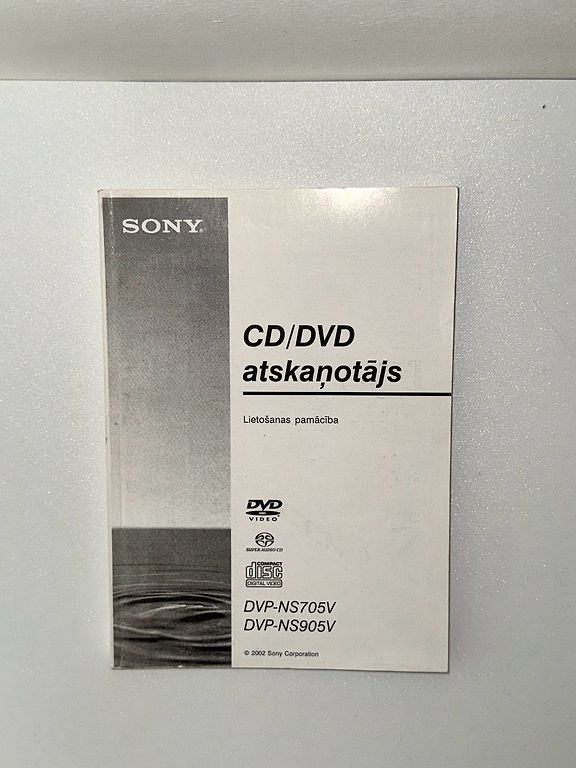 SONY®
CD/DVD
atskaņotājs
Lietošanas pamācība
DVD
VIDEO
SUPER AUDIO CD
COMPACT
disc
DIGITAL VIDEO
DVP-NS705V
DVP-NS905V
© 2002 Sony Corporation